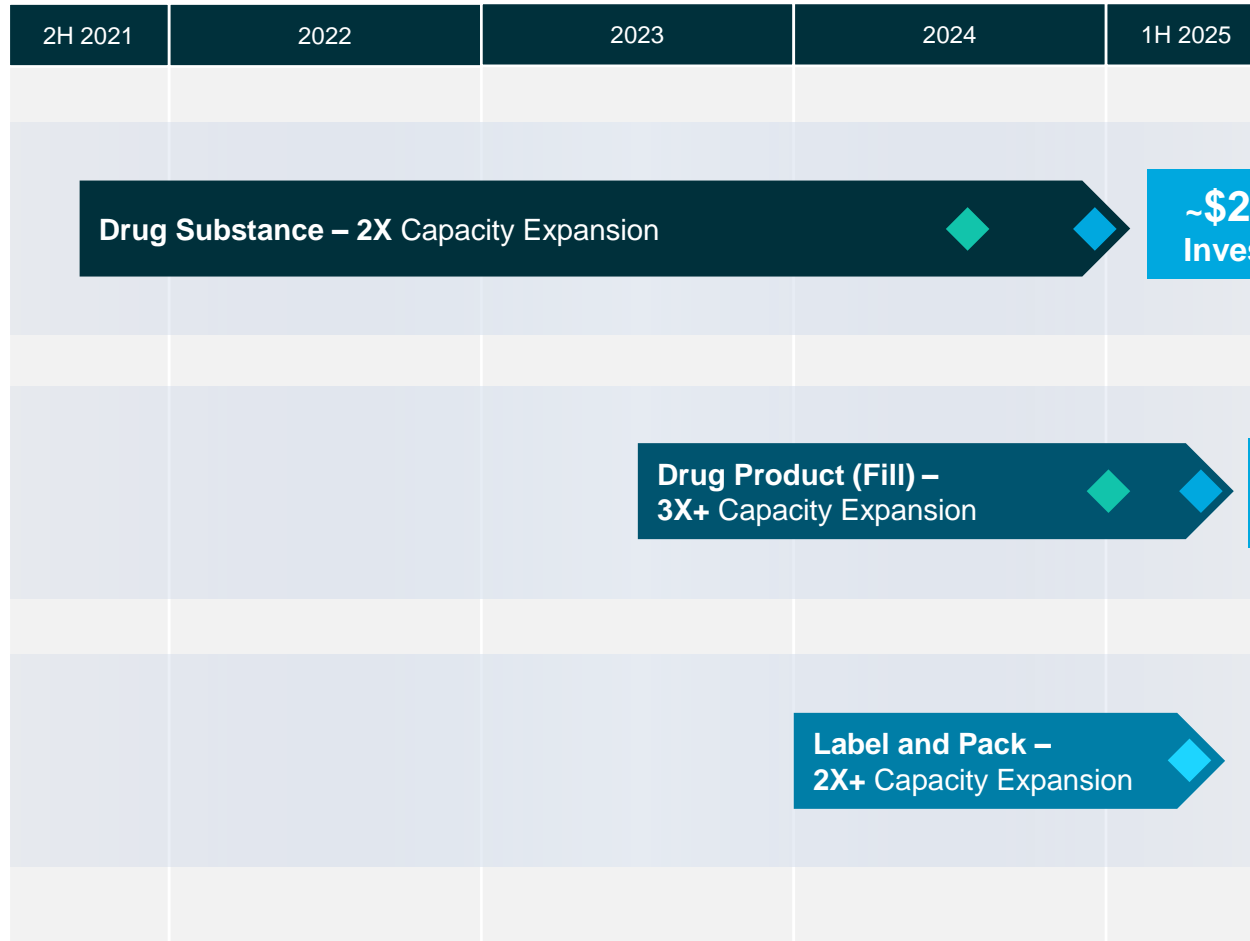 2H 2021
2022
2023
2024
1H 2025
Drug Substance – 2X Capacity Expansion
~$2
Drug Product (Fill) –
3X+ Capacity Expansion
Label and Pack –
2X+ Capacity Expansion